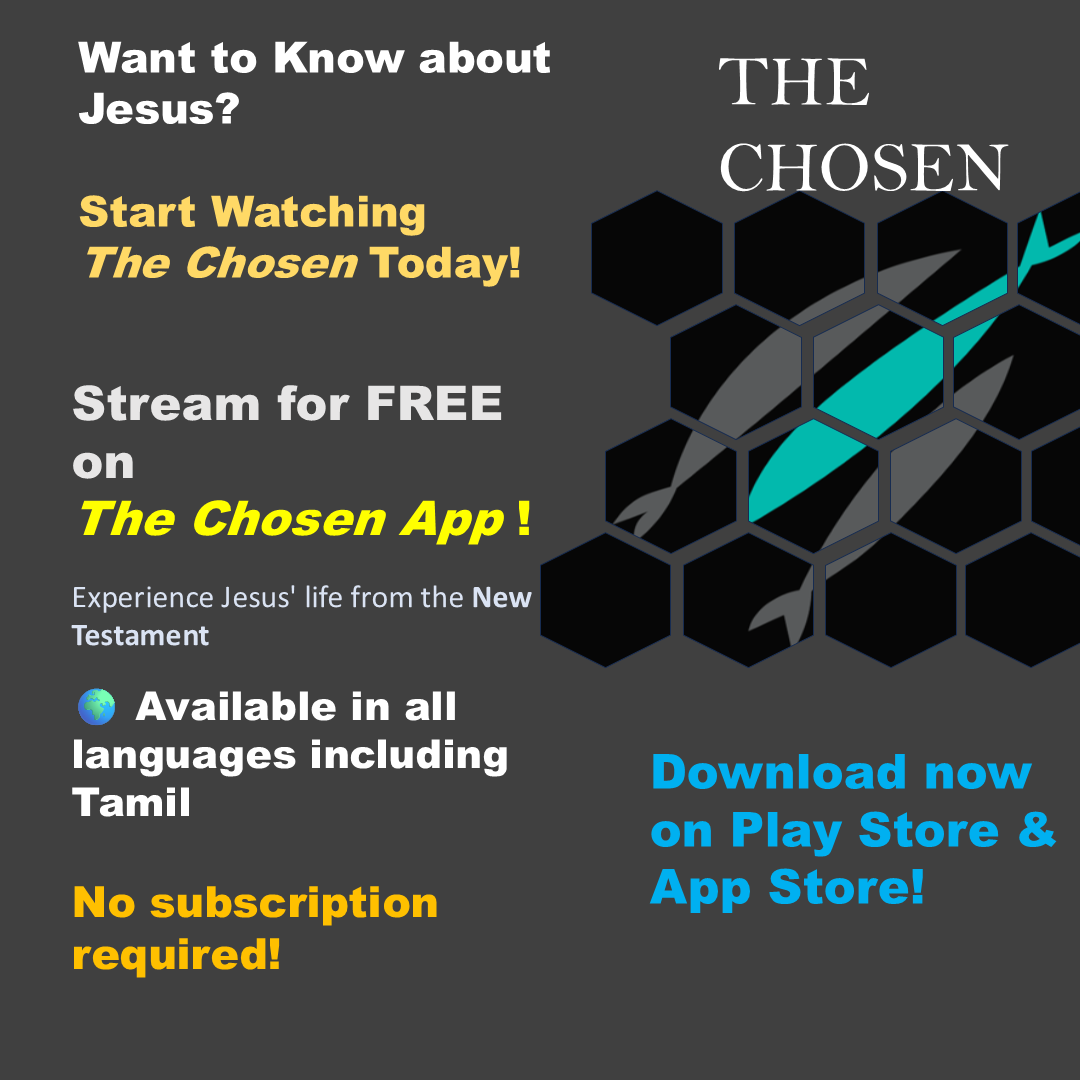 Want to Know about
Jesus?
Start Watching
The Chosen Today!
Stream for FREE
on
The Chosen App !
Experience Jesus' life from the New
Testament
🌍 Available in all
languages including
Tamil
No subscription
required!
THE
CHOSEN
Download now
on Play Store &
App Store!